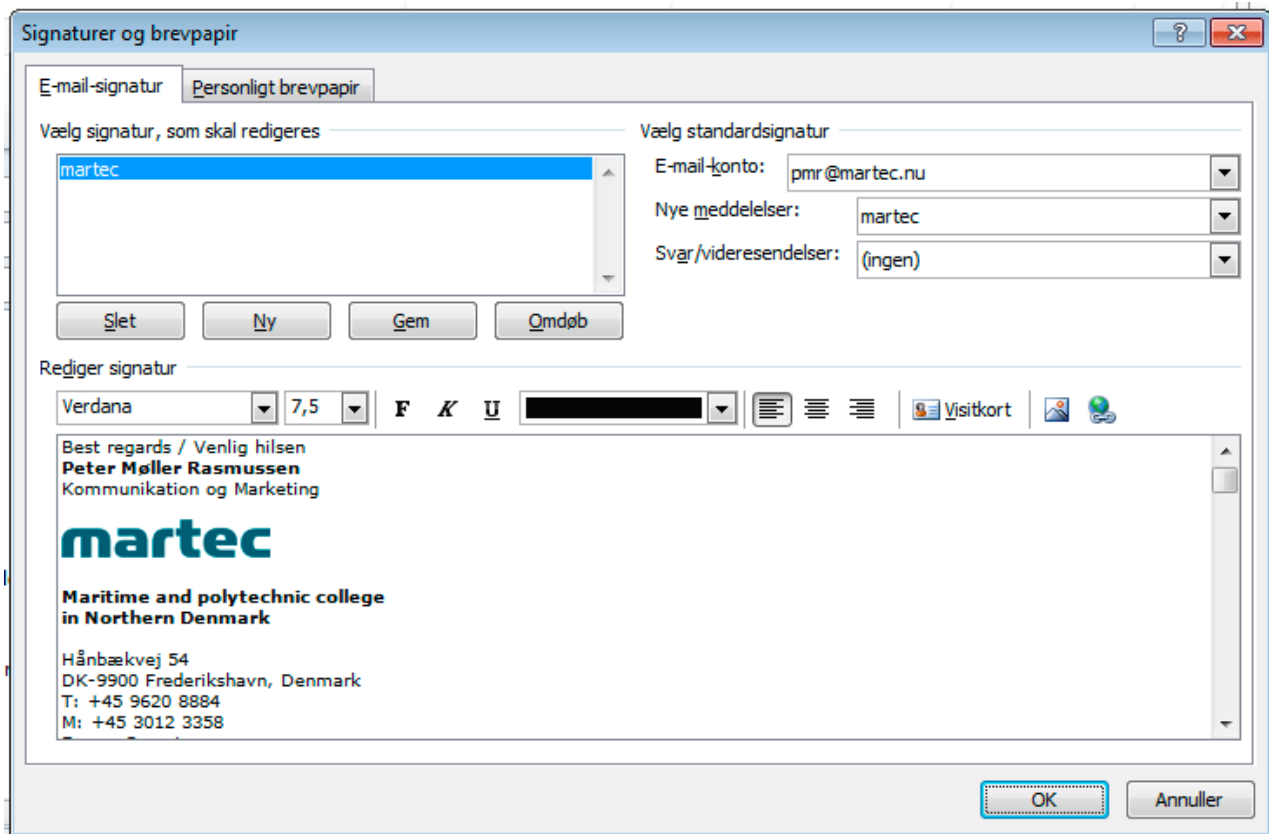 Signaturer og brevpapir
E-mail-signatur
Personligt brevpapir
Vælg signatur, som skal redigeres
martec
Slet
Ny
Gem
Omdøb
Vælg standardsignatur
E-mail-konto: pmr@martec.nu
Nye meddelelser: martec
Svar/videresendelser: (ingen)
Rediger signatur
Verdana 7,5 F K U Visitkort
Best regards / Venlig hilsen
Peter Møller Rasmussen
Kommunikation og Marketing
martec
Maritime and polytechnic college
in Northern Denmark
Hånbækvej 54
DK-9900 Frederikshavn, Denmark
T: +45 9620 8884
M: +45 3012 3358
OK
Annuller